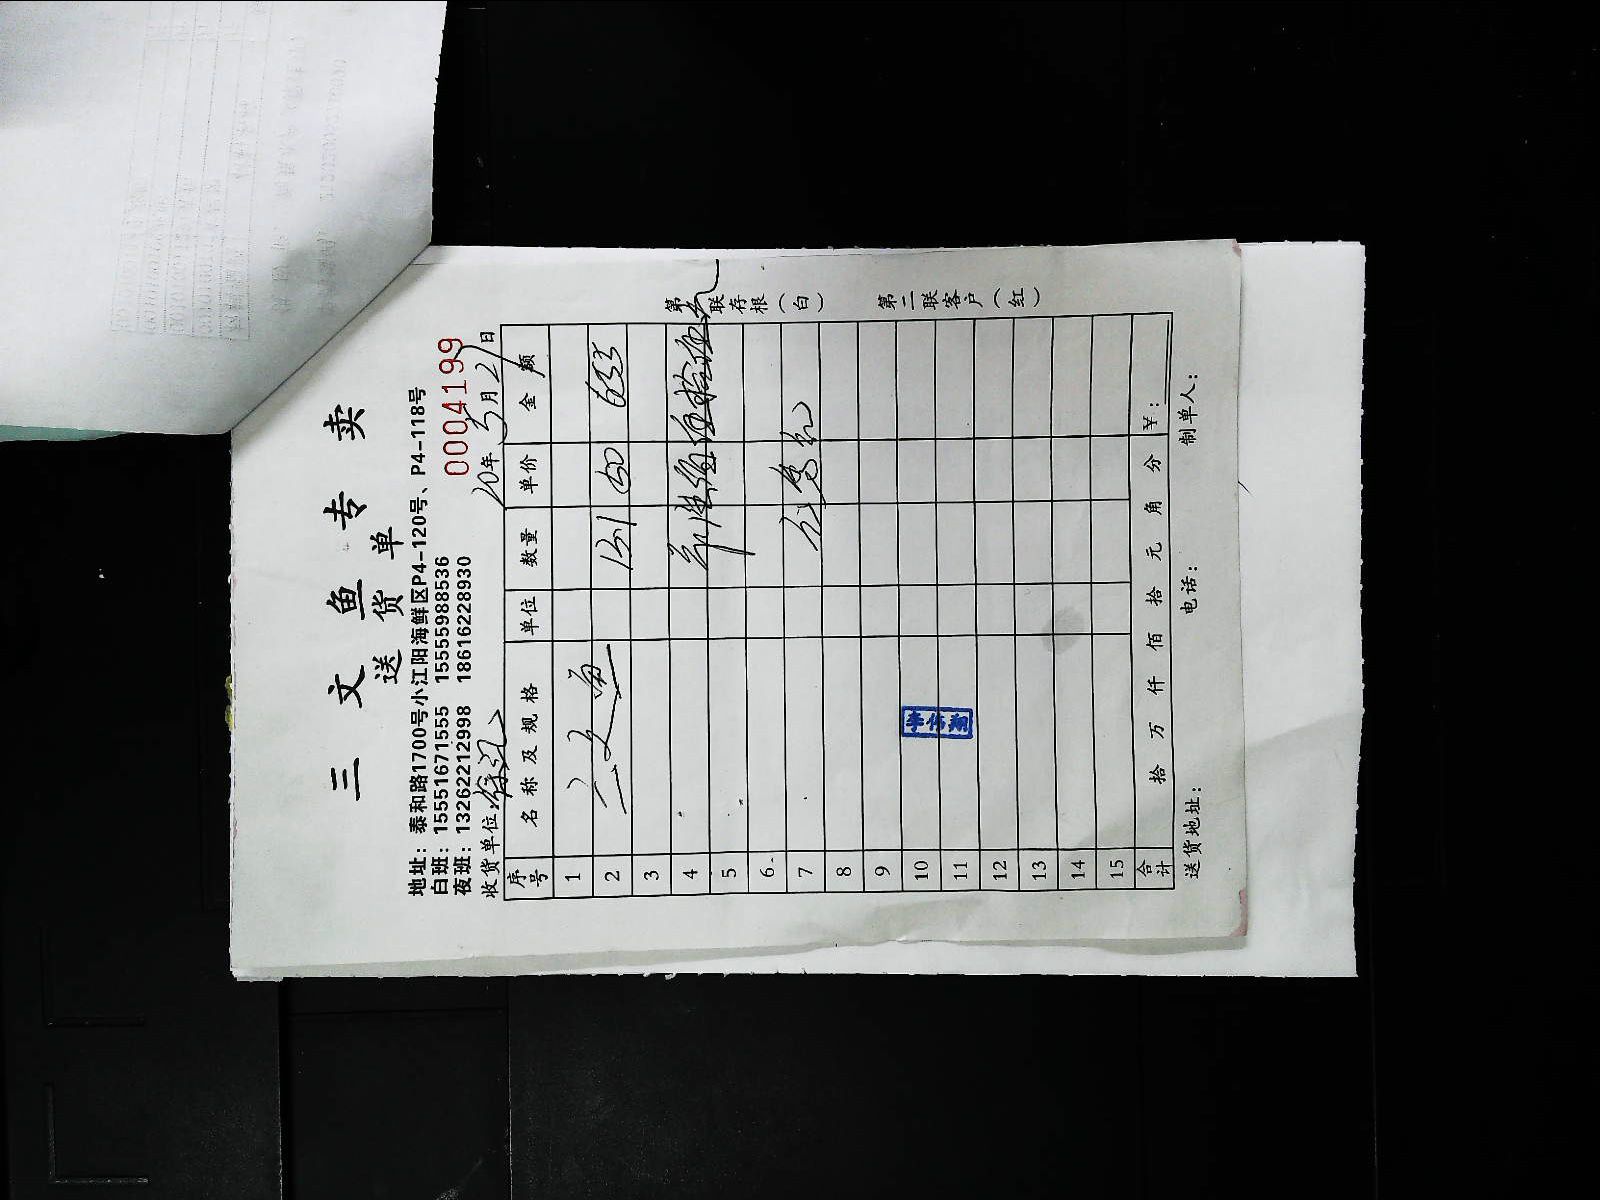 三文鱼专卖
送货单
地址：泰和路1700号小江阳海鲜区P4-120号、P4-118号
白班：15551671555 15555988536
夜班：13262212998 18616228930
0004199
收货单位： 20年5月21日
序号 名称及规格 单位 数量 单价 金额
1
2 三文鱼 653
3
4
5
6
7
8
9
10
11
12
13
14
15
李伟翔
合计 拾 万 仟 佰 拾 元 角 分 ￥：
送货地址： 电话： 制单人：
第一联存根（白）
第二联客户（红）